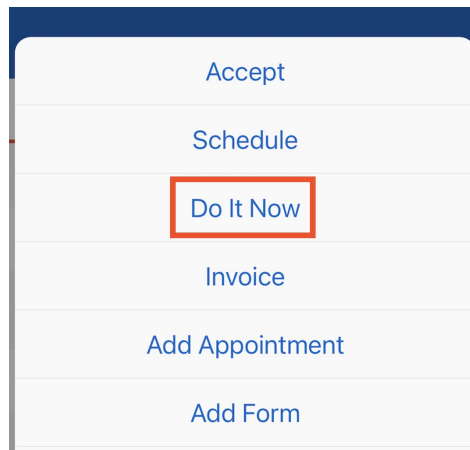 Accept
Schedule
Do It Now
Invoice
Add Appointment
Add Form